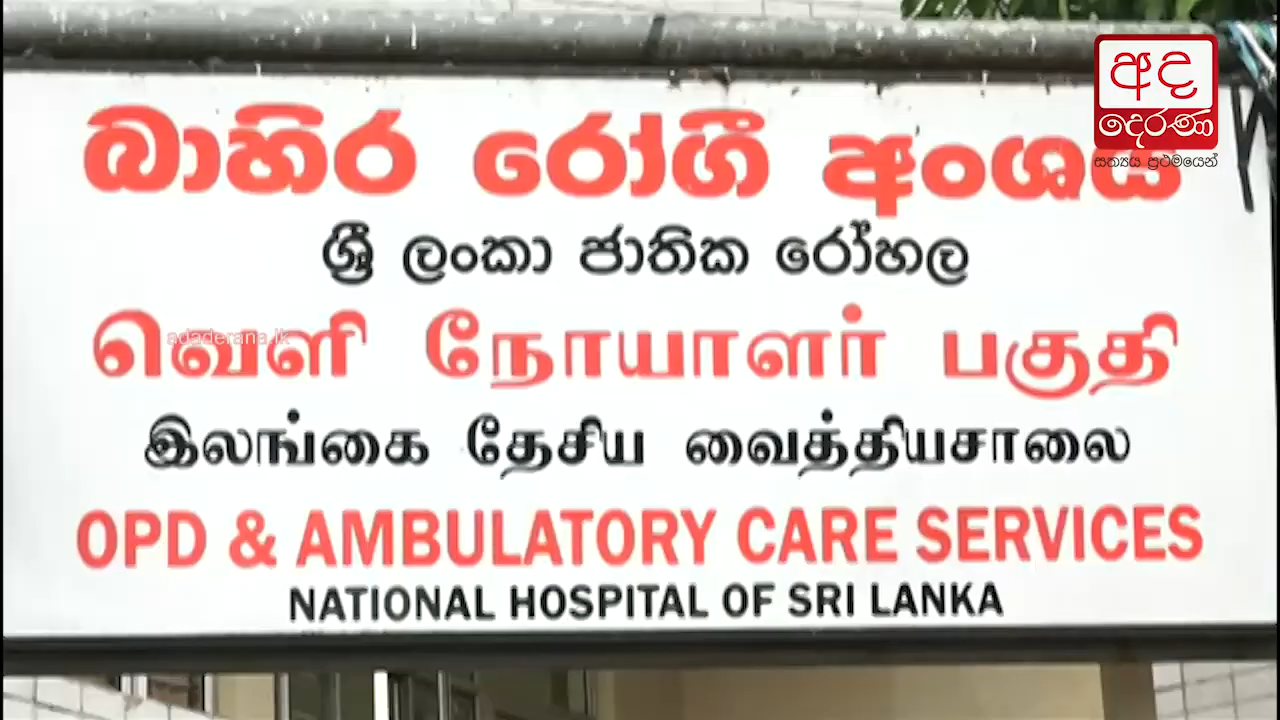 අද
දෙරණ
සත්‍යය ප්‍රථමයෙන්
බාහිර රෝගී අංශය
ශ්‍රී ලංකා ජාතික රෝහල
வெளி நோயாளர் பகுதி
adaderana.lk
இலங்கை தேசிய வைத்தியசாலை
OPD & AMBULATORY CARE SERVICES
NATIONAL HOSPITAL OF SRI LANKA